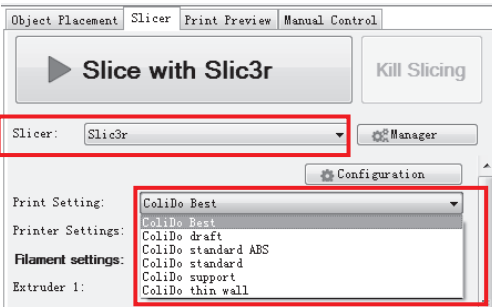 Object Placement Slicer Print Preview Manual Control
Slice with Slic3r
Kill Slicing
Slicer: Slic3r Manager
Configuration
Print Setting: ColiDo Best
ColiDo Best
Printer Settings: ColiDo draft
ColiDo standard ABS
Filament settings: ColiDo standard
ColiDo support
Extruder 1: ColiDo thin wall